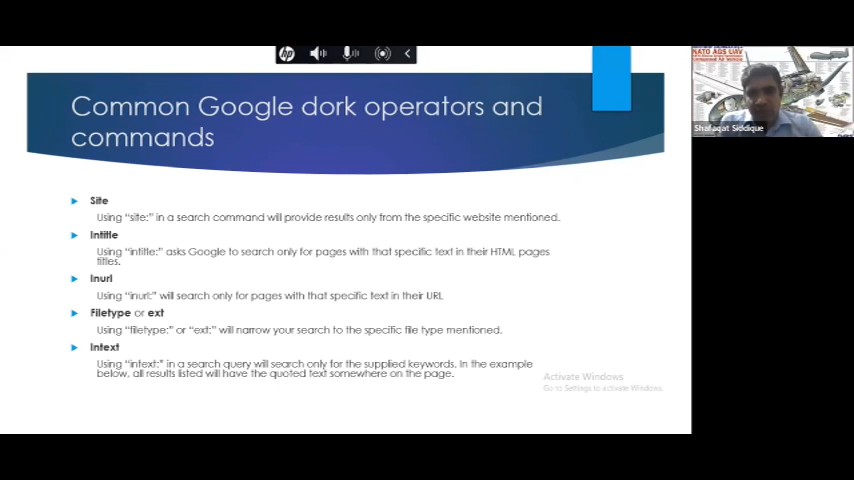 hp
Common Google dork operators and
commands
Site
Using “site:” in a search command will provide results only from the specific website mentioned.
Intitle
Using “intitle:” asks Google to search only for pages with that specific text in their HTML pages
titles.
Inurl
Using “inurl:” will search only for pages with that specific text in their URL
Filetype or ext
Using “filetype:” or “ext:” will narrow your search to the specific file type mentioned.
Intext
Using “intext:” in a search query will search only for the supplied keywords. In the example
below, all results listed will have the quoted text somewhere on the page.
Activate Windows
Go to Settings to activate Windows.
NATO AGS UAV
Shafaqat Siddique